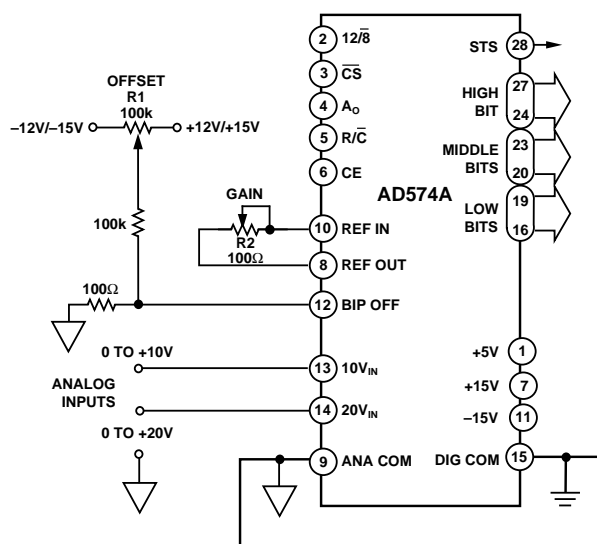 OFFSET
R1
100k
–12V/–15V
+12V/+15V
100k
GAIN
R2
100Ω
100Ω
0 TO +10V
ANALOG
INPUTS
0 TO +20V
2 12/8̅
3 C̅S̅
4 AO
5 R/C̅
6 CE
10 REF IN
8 REF OUT
12 BIP OFF
13 10VIN
14 20VIN
9 ANA COM
AD574A
STS 28
HIGH
BIT
27
24
MIDDLE
BITS
23
20
LOW
BITS
19
16
+5V 1
+15V 7
–15V 11
DIG COM 15